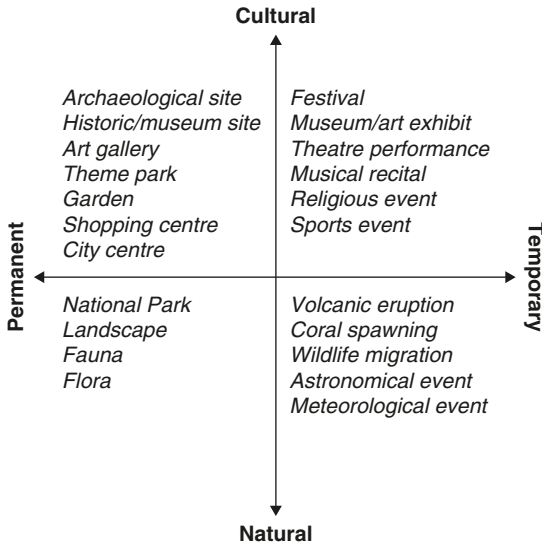 Cultural
Archaeological site
Historic/museum site
Art gallery
Theme park
Garden
Shopping centre
City centre
Festival
Museum/art exhibit
Theatre performance
Musical recital
Religious event
Sports event
Permanent
Temporary
National Park
Landscape
Fauna
Flora
Volcanic eruption
Coral spawning
Wildlife migration
Astronomical event
Meteorological event
Natural